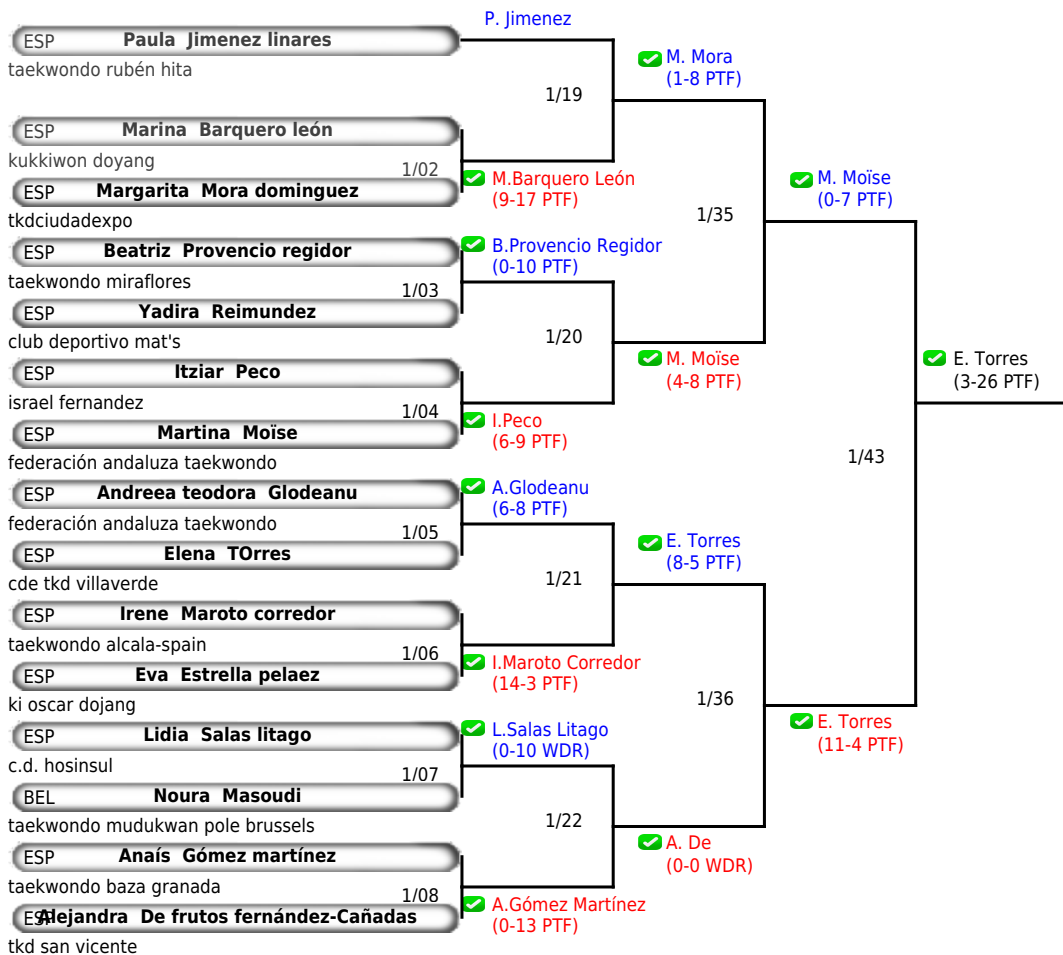 P. Jimenez
ESP Paula Jimenez linares
taekwondo rubén hita
M. Mora
(1-8 PTF)
1/19
ESP Marina Barquero león
kukkiwon doyang
1/02
M.Barquero León
(9-17 PTF)
ESP Margarita Mora dominguez
tkdciudadexpo
M. Moïse
(0-7 PTF)
1/35
ESP Beatriz Provencio regidor
taekwondo miraflores
B.Provencio Regidor
(0-10 PTF)
1/03
ESP Yadira Reimundez
club deportivo mat's
1/20
M. Moïse
(4-8 PTF)
E. Torres
(3-26 PTF)
ESP Itziar Peco
israel fernandez
1/04
I.Peco
(6-9 PTF)
ESP Martina Moïse
federación andaluza taekwondo
1/43
ESP Andreea teodora Glodeanu
federación andaluza taekwondo
A.Glodeanu
(6-8 PTF)
1/05
ESP Elena TOrres
cde tkd villaverde
E. Torres
(8-5 PTF)
1/21
ESP Irene Maroto corredor
taekwondo alcala-spain
1/06
I.Maroto Corredor
(14-3 PTF)
ESP Eva Estrella pelaez
ki oscar dojang
1/36
E. Torres
(11-4 PTF)
ESP Lidia Salas litago
c.d. hosinsul
L.Salas Litago
(0-10 WDR)
1/07
BEL Noura Masoudi
taekwondo mudukwan pole brussels
1/22
A. De
(0-0 WDR)
ESP Anaís Gómez martínez
taekwondo baza granada
1/08
A.Gómez Martínez
(0-13 PTF)
ESP Alejandra De frutos fernández-Cañadas
tkd san vicente